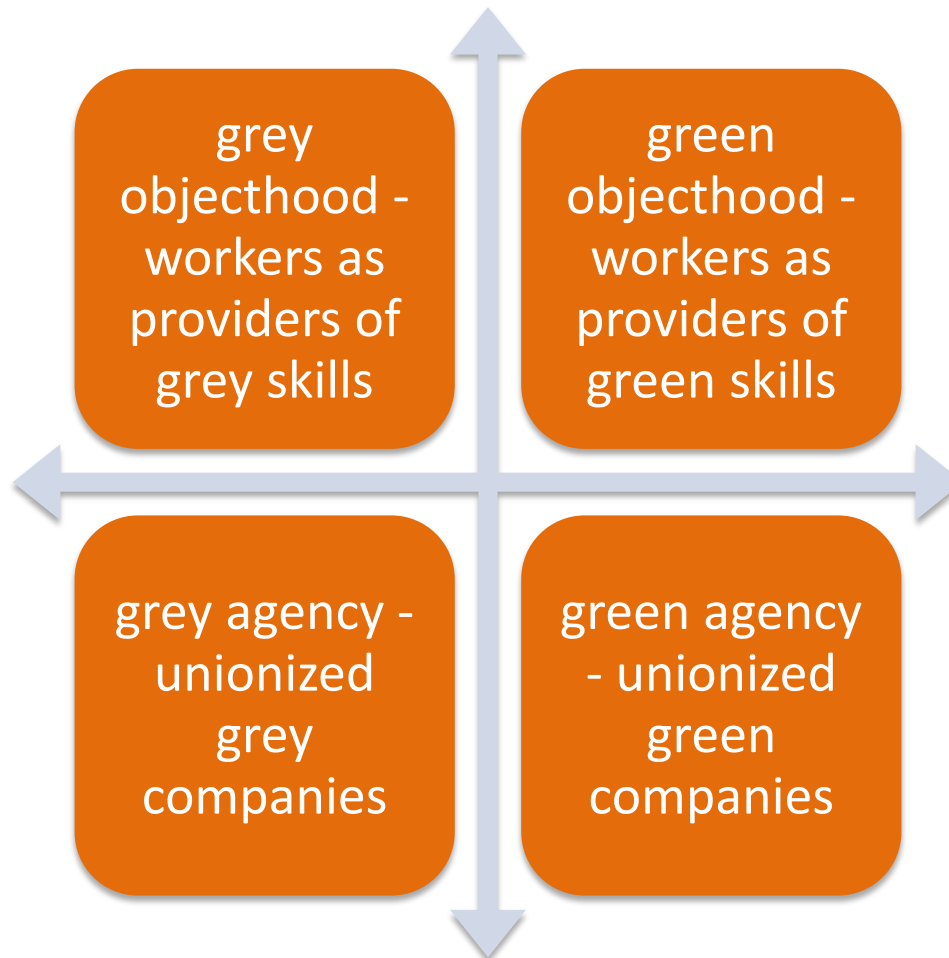 grey
objecthood -
workers as
providers of
grey skills
green
objecthood -
workers as
providers of
green skills
grey agency -
unionized
grey
companies
green agency
- unionized
green
companies